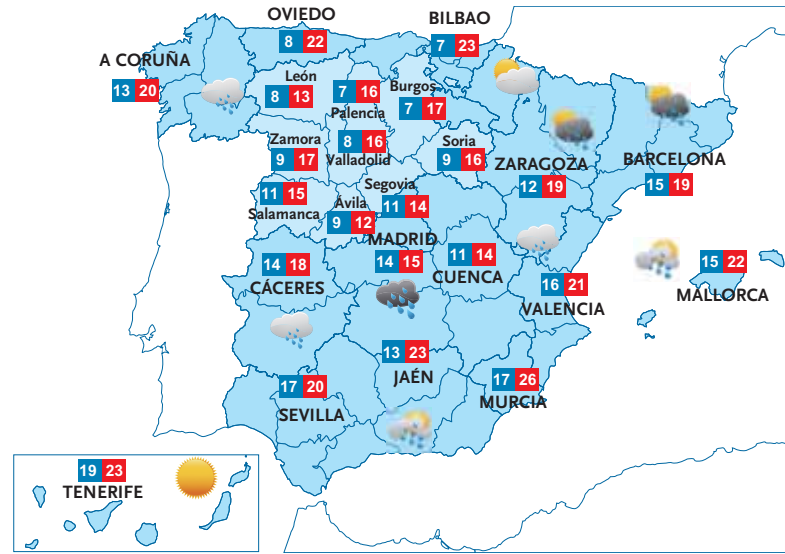 OVIEDO
8 22
BILBAO
7 23
A CORUÑA
13 20
León
8 13
7 16
Palencia
Burgos
7 17
Zamora
9 17
8 16
Valladolid
Soria
9 16
ZARAGOZA
12 19
BARCELONA
15 19
11 15
Salamanca
Ávila
9 12
Segovia
11 14
MADRID
14 15
11 14
CUENCA
14 18
CÁCERES
16 21
VALENCIA
15 22
MALLORCA
13 23
JAÉN
17 20
SEVILLA
17 26
MURCIA
19 23
TENERIFE